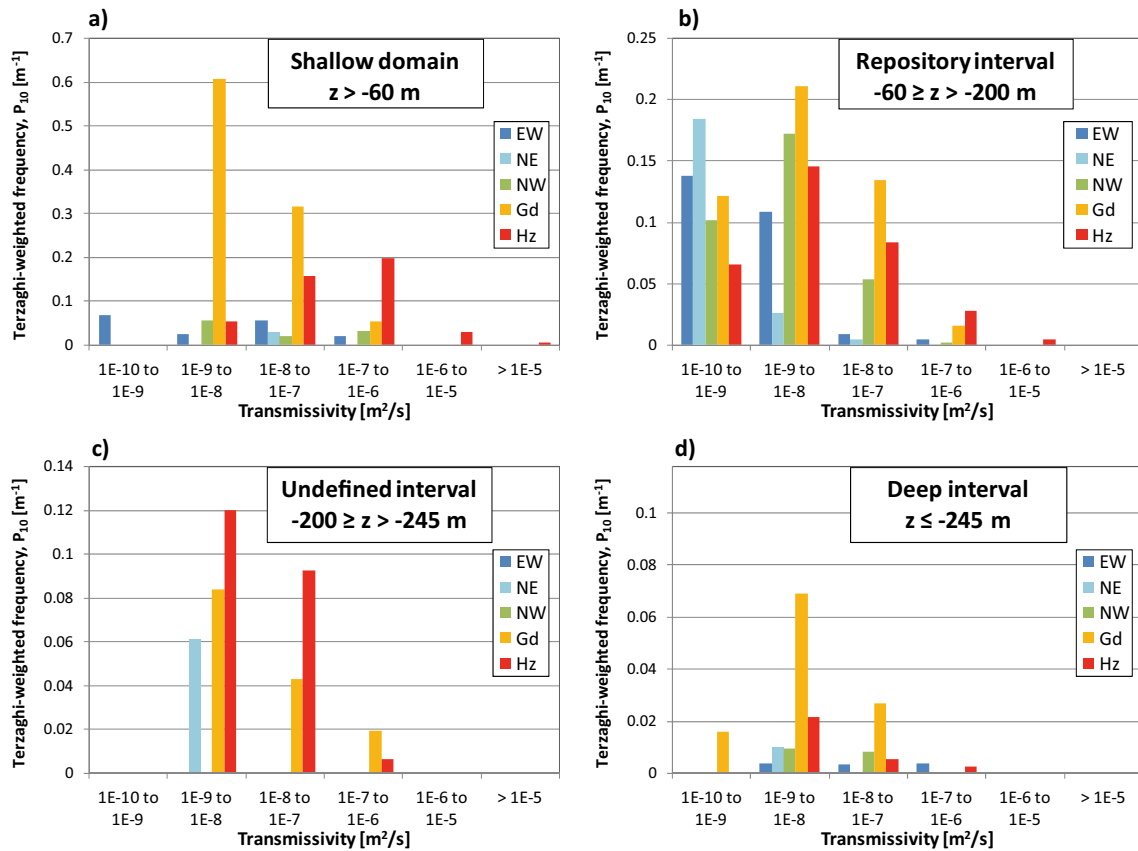 a)
Shallow domain
z > -60 m
Terzaghi-weighted frequency, P10 [m-1]
0.7
0.6
0.5
0.4
0.3
0.2
0.1
0
EW
NE
NW
Gd
Hz
1E-10 to 1E-9
1E-9 to 1E-8
1E-8 to 1E-7
1E-7 to 1E-6
1E-6 to 1E-5
> 1E-5
Transmissivity [m²/s]
b)
Repository interval
-60 ≥ z > -200 m
Terzaghi-weighted frequency, P10 [m-1]
0.25
0.2
0.15
0.1
0.05
0
EW
NE
NW
Gd
Hz
1E-10 to 1E-9
1E-9 to 1E-8
1E-8 to 1E-7
1E-7 to 1E-6
1E-6 to 1E-5
> 1E-5
Transmissivity [m²/s]
c)
Undefined interval
-200 ≥ z > -245 m
Terzaghi-weighted frequency, P10 [m-1]
0.14
0.12
0.1
0.08
0.06
0.04
0.02
0
EW
NE
NW
Gd
Hz
1E-10 to 1E-9
1E-9 to 1E-8
1E-8 to 1E-7
1E-7 to 1E-6
1E-6 to 1E-5
> 1E-5
Transmissivity [m²/s]
d)
Deep interval
z ≤ -245 m
Terzaghi-weighted frequency, P10 [m-1]
0.1
0.08
0.06
0.04
0.02
0
EW
NE
NW
Gd
Hz
1E-10 to 1E-9
1E-9 to 1E-8
1E-8 to 1E-7
1E-7 to 1E-6
1E-6 to 1E-5
> 1E-5
Transmissivity [m²/s]